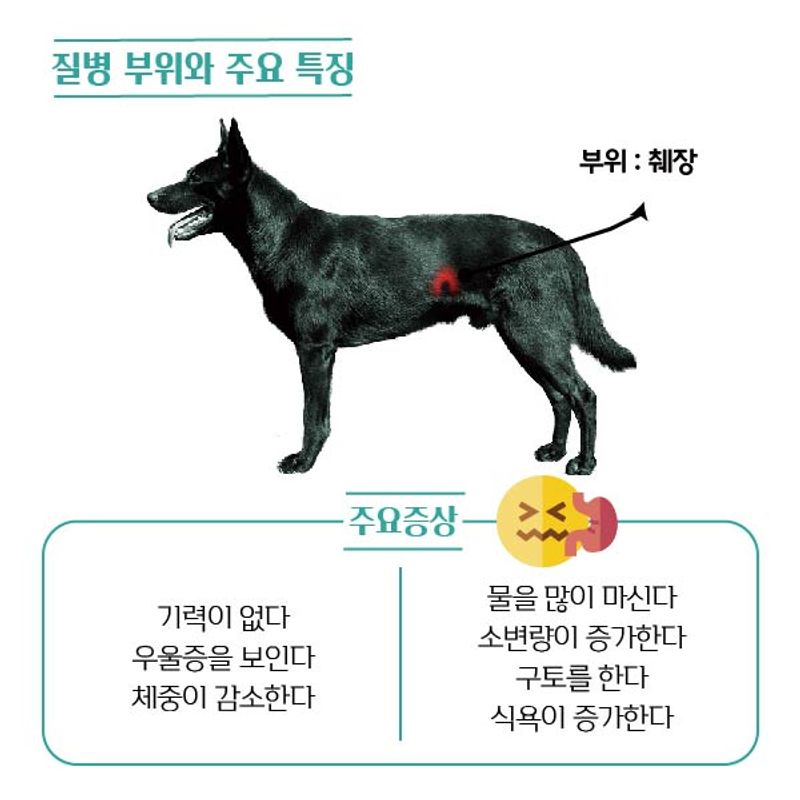 질병 부위와 주요 특징
부위 : 췌장
주요증상
기력이 없다
우울증을 보인다
체중이 감소한다
물을 많이 마신다
소변량이 증가한다
구토를 한다
식욕이 증가한다